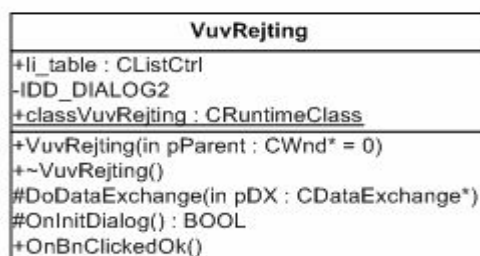 VuvRejting
+li_table : CListCtrl
-IDD_DIALOG2
+classVuvRejting : CRuntimeClass
+VuvRejting(in pParent : CWnd* = 0)
+~VuvRejting()
#DoDataExchange(in pDX : CDataExchange*)
#OnInitDialog() : BOOL
+OnBnClickedOk()